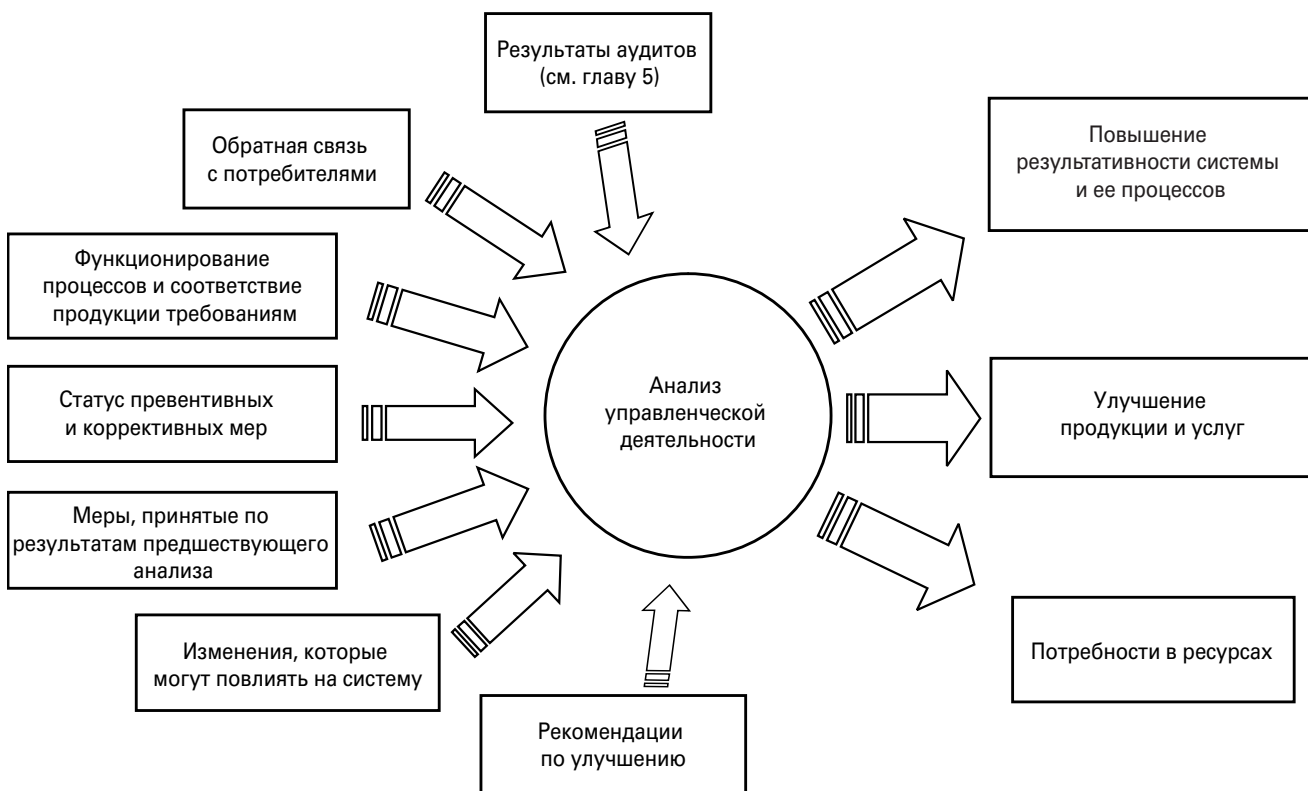 Результаты аудитов
(см. главу 5)
Обратная связь
с потребителями
Функционирование
процессов и соответствие
продукции требованиям
Статус превентивных
и коррективных мер
Меры, принятые по
результатам предшествующего
анализа
Изменения, которые
могут повлиять на систему
Рекомендации
по улучшению
Анализ
управленческой
деятельности
Повышение
результативности системы
и ее процессов
Улучшение
продукции и услуг
Потребности в ресурсах